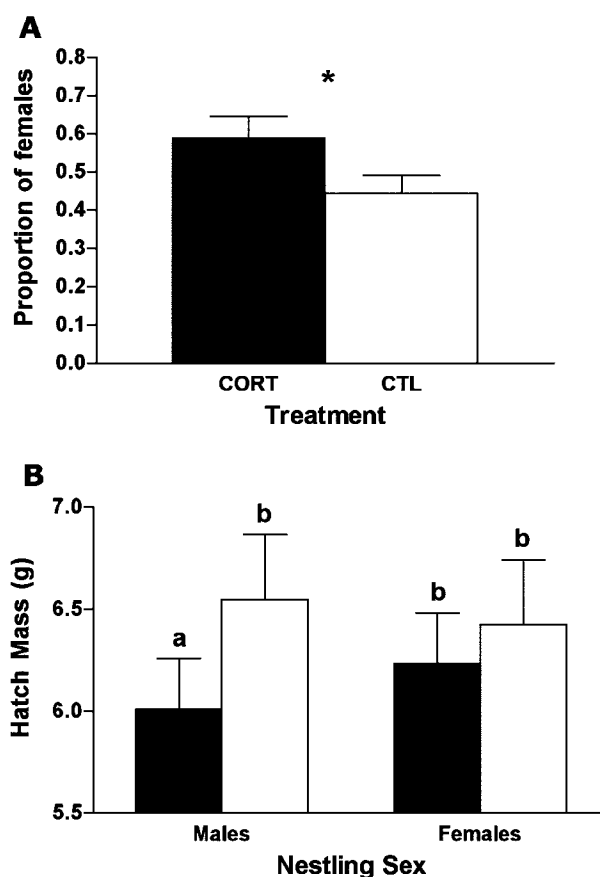 A
0.8
0.7
0.6
0.5
0.4
0.3
0.2
0.1
0.0
Proportion of females
*
CORT CTL
Treatment
B
7.0
6.5
6.0
5.5
Hatch Mass (g)
a b b b
Males Females
Nestling Sex